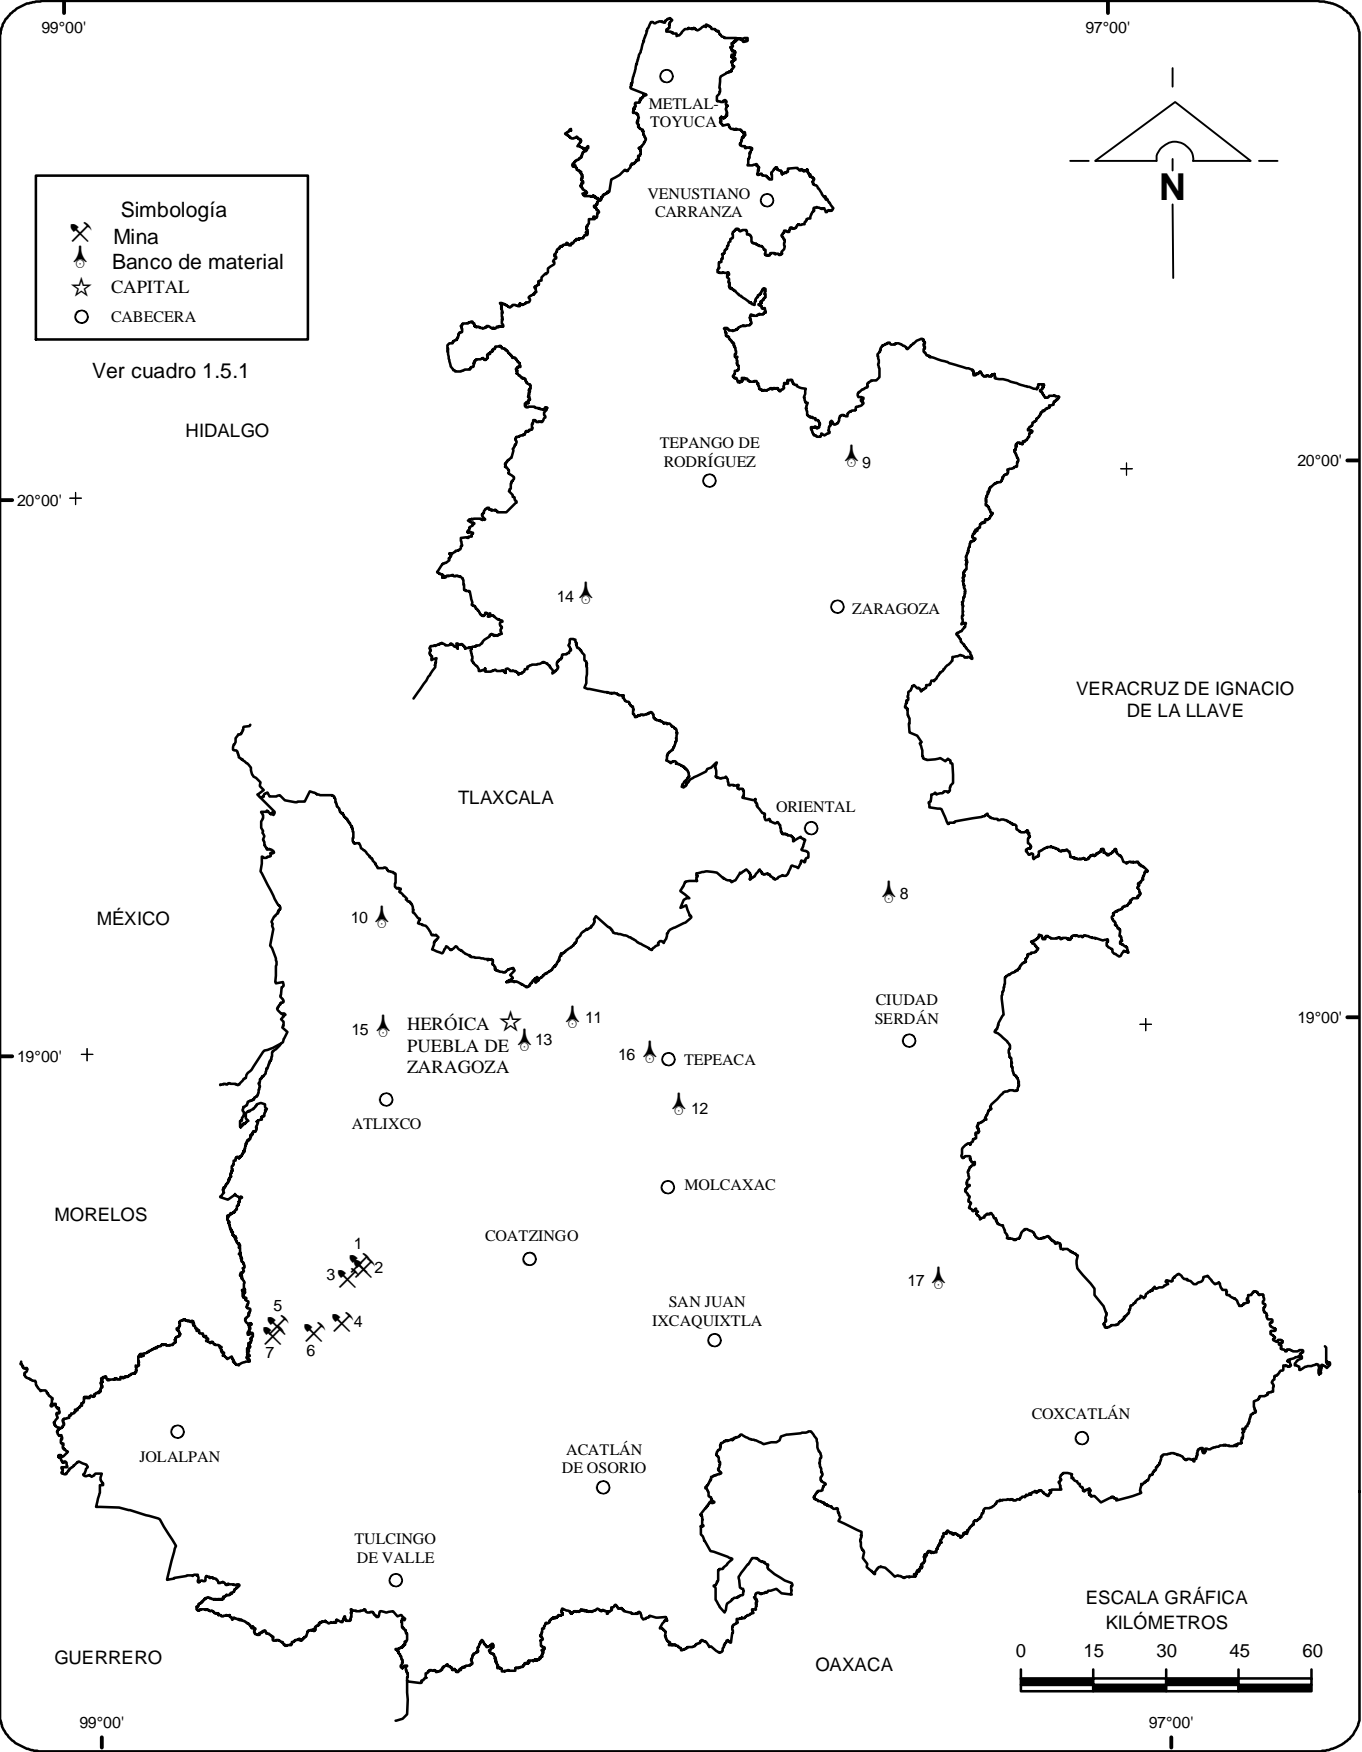 99°00'
97°00'
METLAL-
TOYUCA
VENUSTIANO
CARRANZA
N
Simbología
Mina
Banco de material
CAPITAL
CABECERA
Ver cuadro 1.5.1
HIDALGO
TEPANGO DE
RODRÍGUEZ
9
20°00'
20°00'
14
ZARAGOZA
VERACRUZ DE IGNACIO
DE LA LLAVE
TLAXCALA
ORIENTAL
8
MÉXICO
10
CIUDAD
SERDÁN
19°00'
15
HERÓICA
PUEBLA DE
ZARAGOZA
11
13
16
TEPEACA
19°00'
12
ATLIXCO
MOLCAXAC
MORELOS
COATZINGO
1
2
3
17
SAN JUAN
IXCAQUIXTLA
5
4
7
6
COXCATLÁN
JOLALPAN
ACATLÁN
DE OSORIO
TULCINGO
DE VALLE
ESCALA GRÁFICA
KILÓMETROS
0 15 30 45 60
GUERRERO
OAXACA
99°00'
97°00'